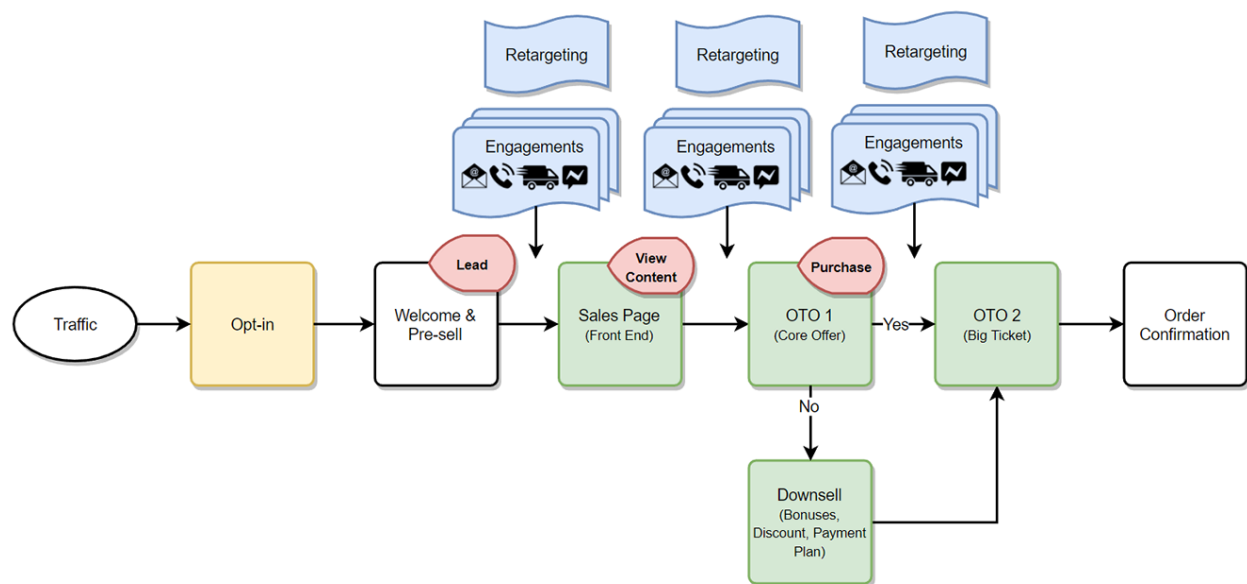 Retargeting
Retargeting
Retargeting
Engagements
Engagements
Engagements
@
@
@
Lead
View
Content
Purchase
Traffic
Opt-in
Welcome &
Pre-sell
Sales Page
(Front End)
OTO 1
(Core Offer)
Yes
OTO 2
(Big Ticket)
Order
Confirmation
No
Downsell
(Bonuses,
Discount, Payment
Plan)